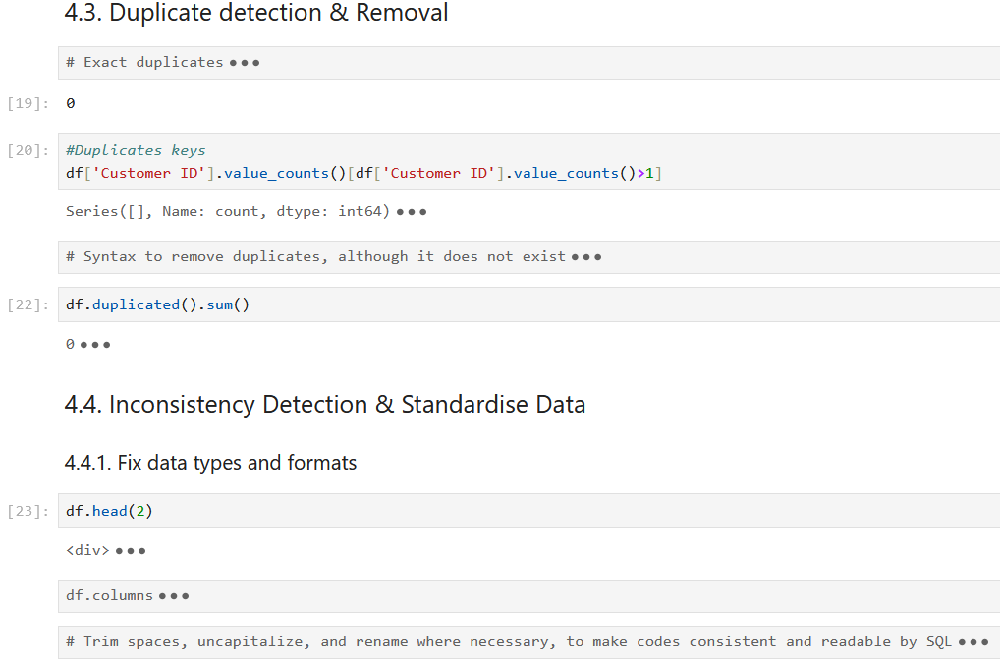 4.3. Duplicate detection & Removal
# Exact duplicates •••
[19]: 0
[20]: #Duplicates keys
df['Customer ID'].value_counts()[df['Customer ID'].value_counts()>1]
Series([], Name: count, dtype: int64) •••
# Syntax to remove duplicates, although it does not exist •••
[22]: df.duplicated().sum()
0 •••
4.4. Inconsistency Detection & Standardise Data
4.4.1. Fix data types and formats
[23]: df.head(2)
<div> •••
df.columns •••
# Trim spaces, uncapitalize, and rename where necessary, to make codes consistent and readable by SQL •••